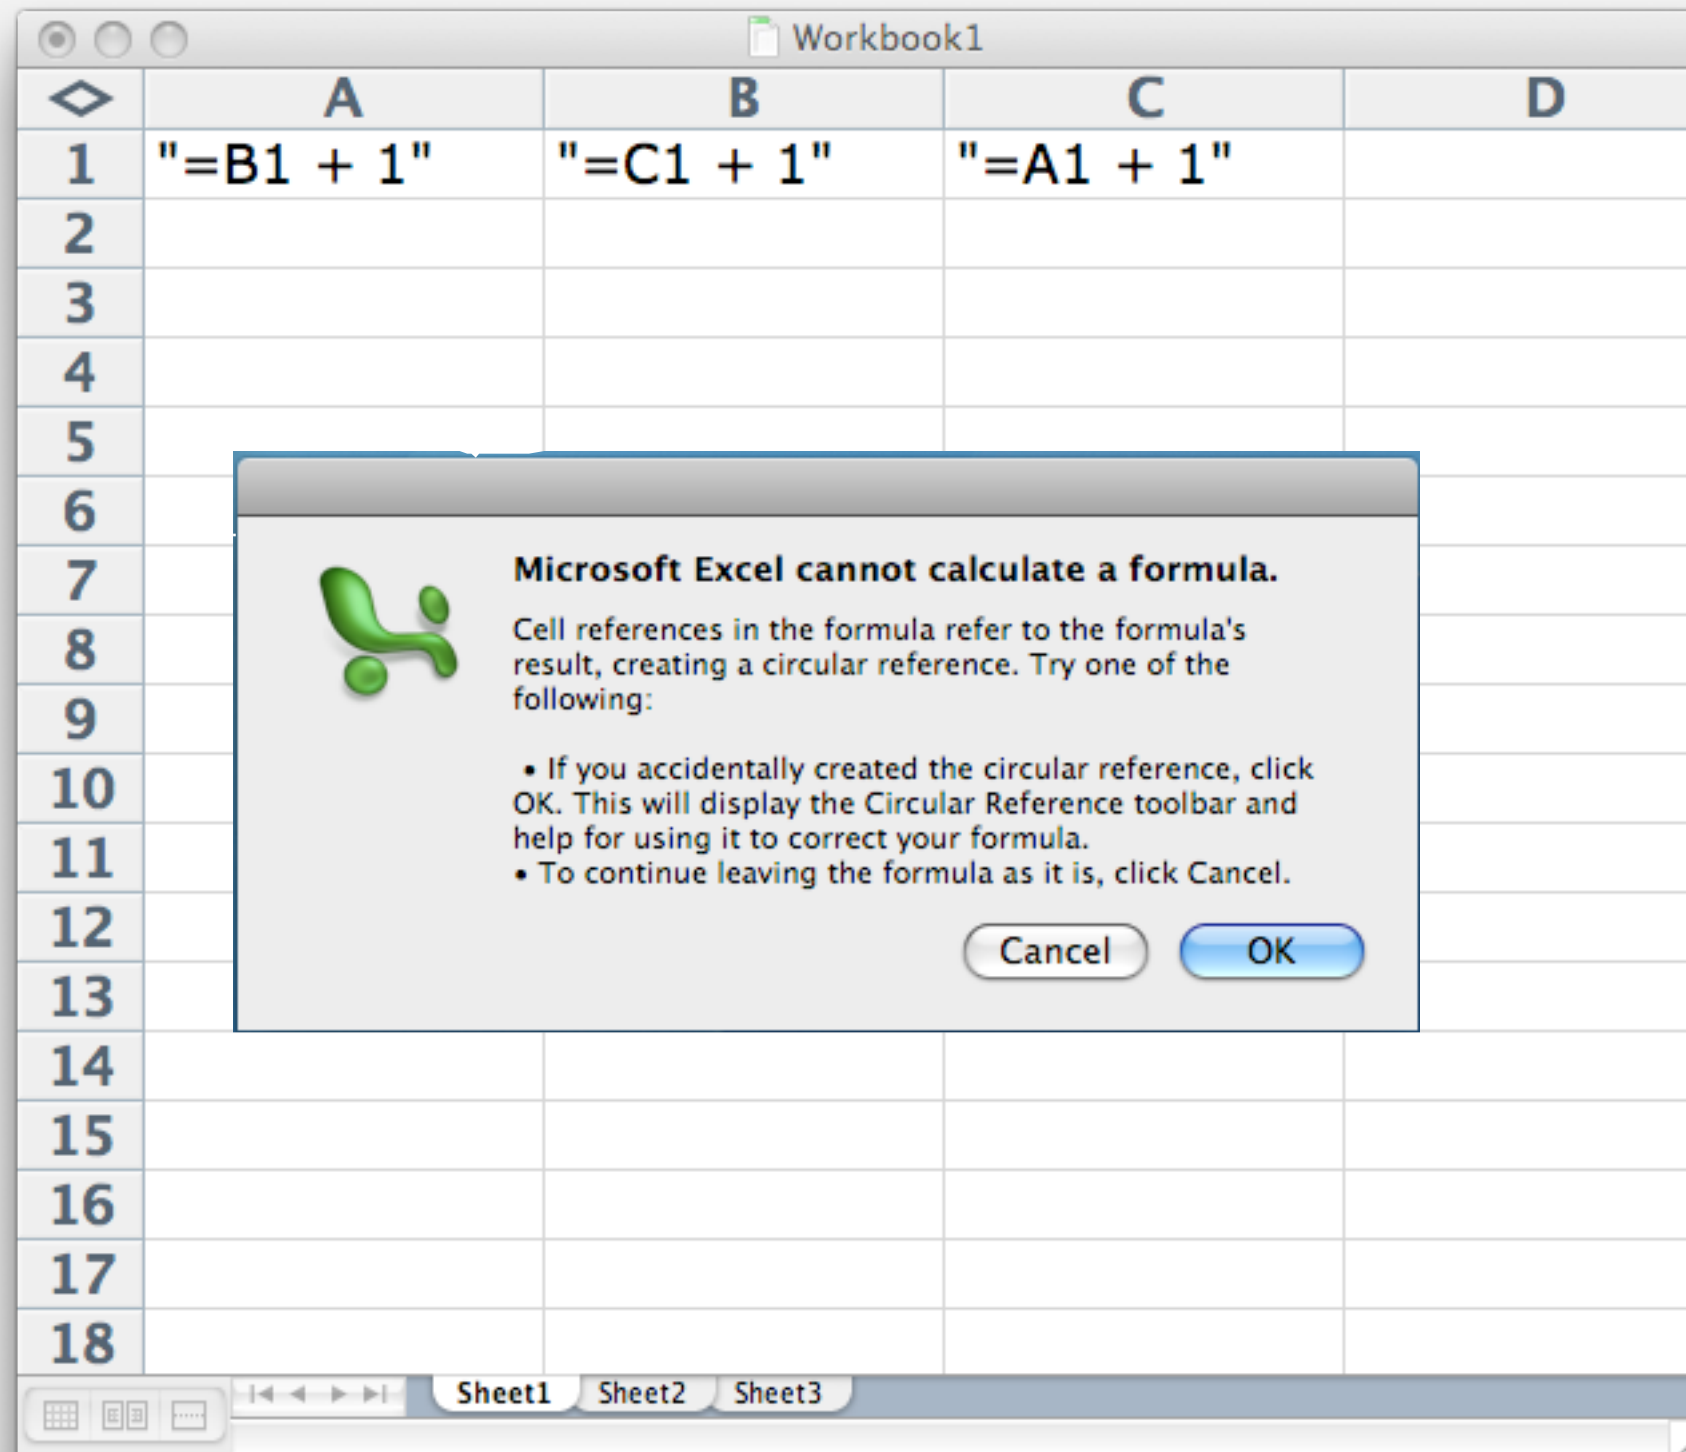 Workbook1
A B C D
1 "=B1 + 1" "=C1 + 1" "=A1 + 1"
2
3
4
5
6
7
8
9
10
11
12
13
14
15
16
17
18
Microsoft Excel cannot calculate a formula.
Cell references in the formula refer to the formula's
result, creating a circular reference. Try one of the
following:
• If you accidentally created the circular reference, click
OK. This will display the Circular Reference toolbar and
help for using it to correct your formula.
• To continue leaving the formula as it is, click Cancel.
Cancel OK
Sheet1 Sheet2 Sheet3